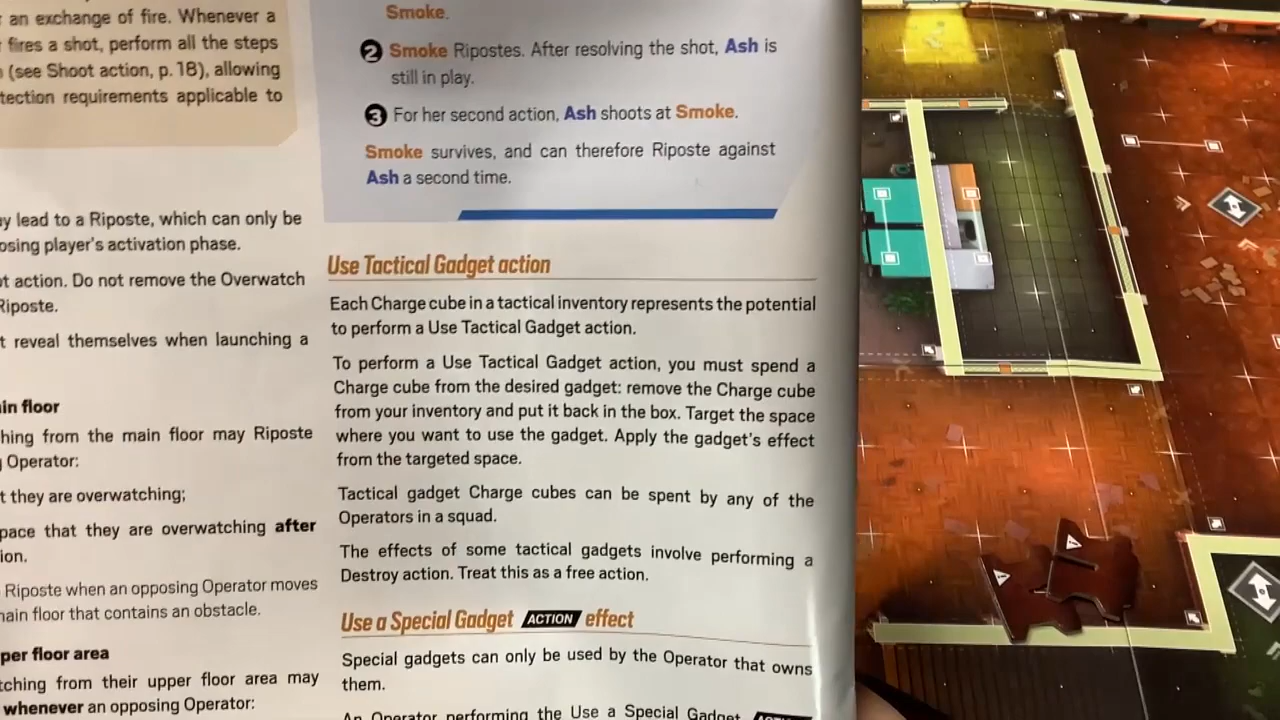 an exchange of fire. Whenever a
fires a shot, perform all the steps
(see Shoot action, p. 18), allowing
requirements applicable to
lead to a Riposte, which can only be
player's activation phase.
action. Do not remove the Overwatch
Riposte.
reveal themselves when launching a
floor
from the main floor may Riposte
Operator:
they are overwatching;
that they are overwatching after
Riposte when an opposing Operator moves
floor that contains an obstacle.
floor area
from their upper floor area may
whenever an opposing Operator:
Smoke.
2 Smoke Ripostes. After resolving the shot, Ash is
still in play.
3 For her second action, Ash shoots at Smoke.
Smoke survives, and can therefore Riposte against
Ash a second time.
Use Tactical Gadget action
Each Charge cube in a tactical inventory represents the potential
to perform a Use Tactical Gadget action.
To perform a Use Tactical Gadget action, you must spend a
Charge cube from the desired gadget: remove the Charge cube
from your inventory and put it back in the box. Target the space
where you want to use the gadget. Apply the gadget's effect
from the targeted space.
Tactical gadget Charge cubes can be spent by any of the
Operators in a squad.
The effects of some tactical gadgets involve performing a
Destroy action. Treat this as a free action.
Use a Special Gadget ACTION effect
Special gadgets can only be used by the Operator that owns
them.
An Operator performing the Use a Special Gadget